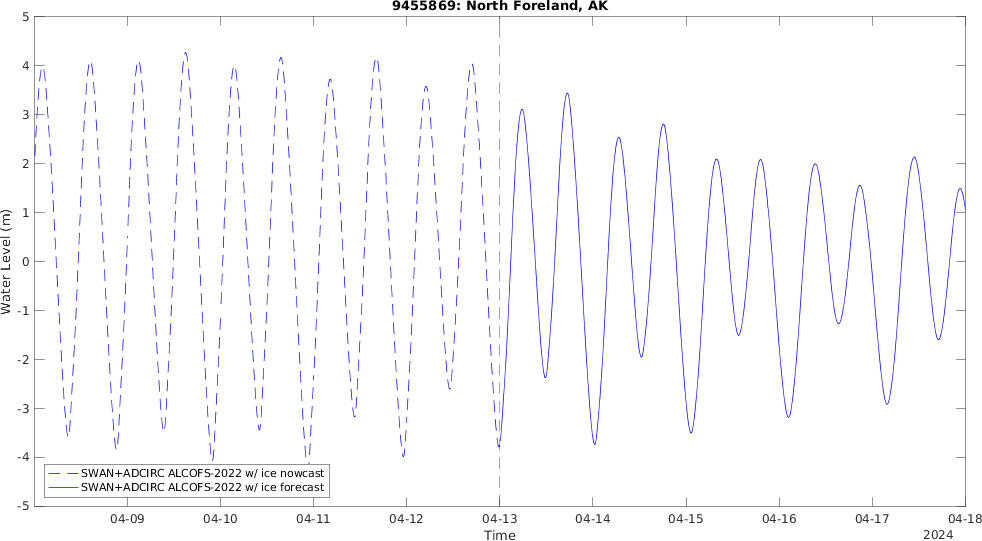 9455869: North Foreland, AK
5
4
3
2
1
0
-1
-2
-3
-4
-5
Water Level (m)
SWAN+ADCIRC ALCOFS-2022 w/ ice nowcast
SWAN+ADCIRC ALCOFS-2022 w/ ice forecast
04-09 04-10 04-11 04-12 04-13 04-14 04-15 04-16 04-17 04-18
Time
2024